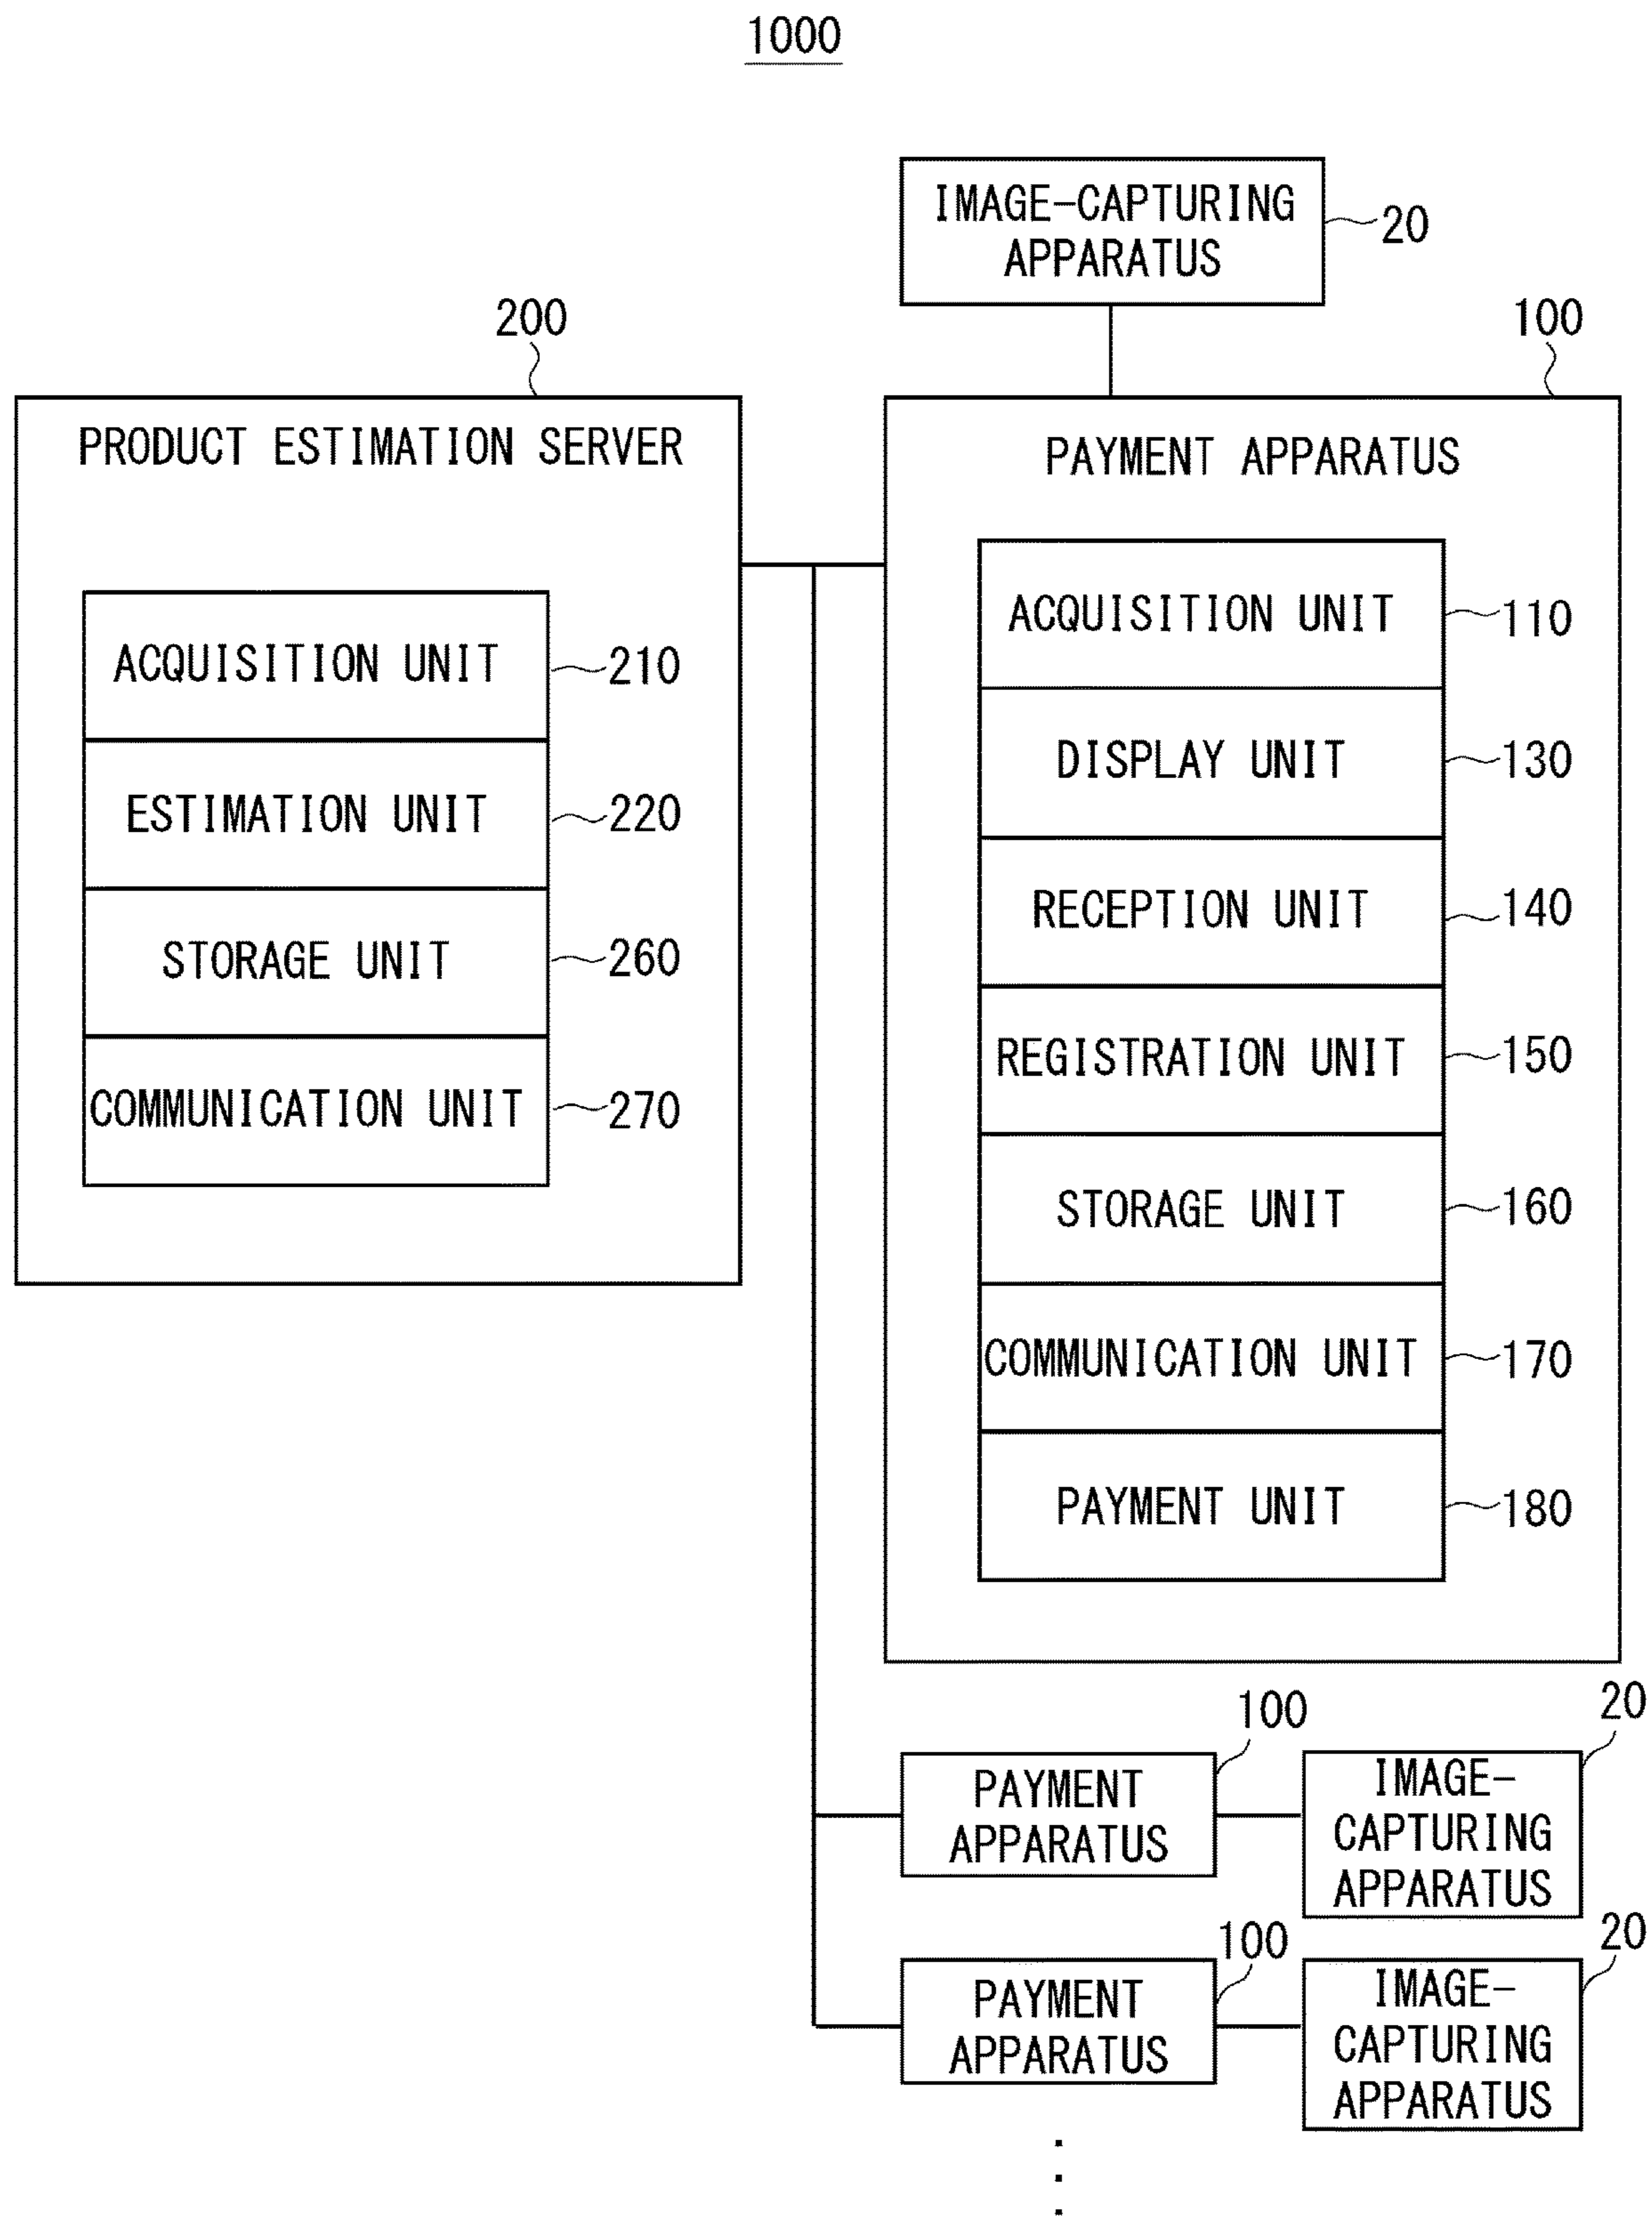 1000
IMAGE-CAPTURING
APPARATUS
20
200
PRODUCT ESTIMATION SERVER
ACQUISITION UNIT
210
ESTIMATION UNIT
220
STORAGE UNIT
260
COMMUNICATION UNIT
270
100
PAYMENT APPARATUS
ACQUISITION UNIT
110
DISPLAY UNIT
130
RECEPTION UNIT
140
REGISTRATION UNIT
150
STORAGE UNIT
160
COMMUNICATION UNIT
170
PAYMENT UNIT
180
100
PAYMENT
APPARATUS
20
IMAGE-
CAPTURING
APPARATUS
100
PAYMENT
APPARATUS
20
IMAGE-
CAPTURING
APPARATUS